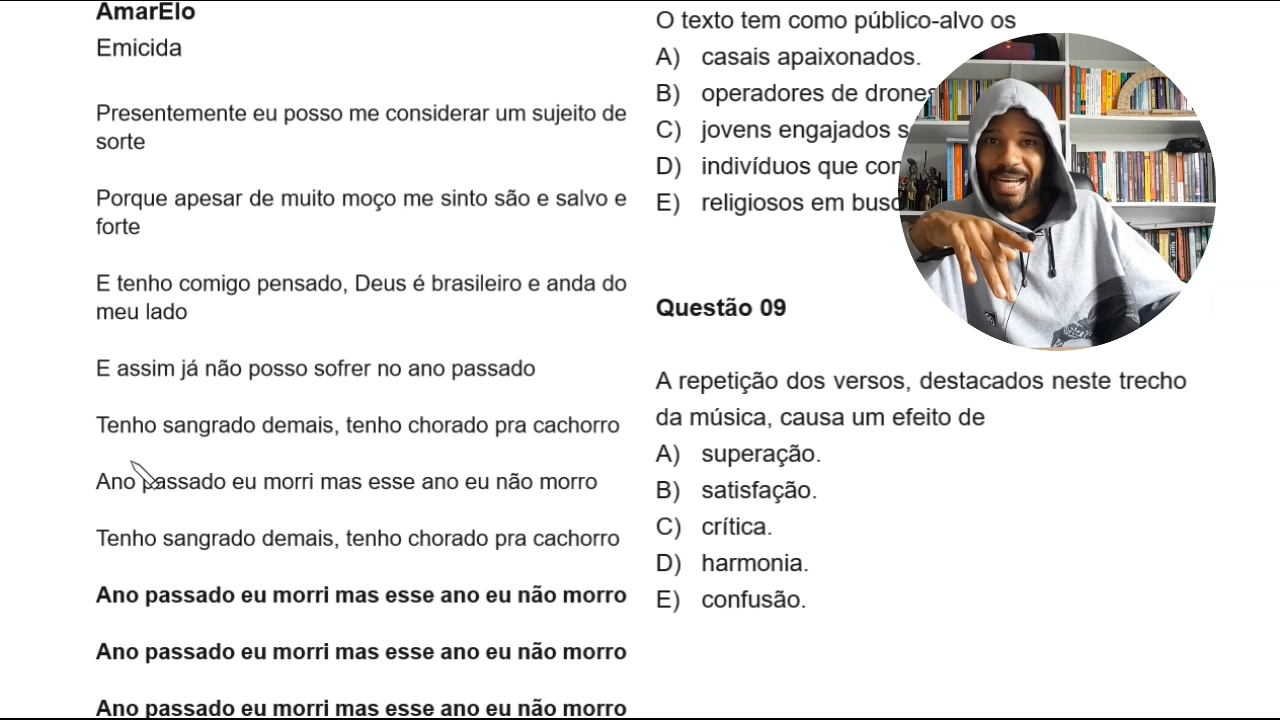 AmarElo
Emicida
Presentemente eu posso me considerar um sujeito de
sorte
Porque apesar de muito moço me sinto são e salvo e
forte
E tenho comigo pensado, Deus é brasileiro e anda do
meu lado
E assim já não posso sofrer no ano passado
Tenho sangrado demais, tenho chorado pra cachorro
Ano passado eu morri mas esse ano eu não morro
Tenho sangrado demais, tenho chorado pra cachorro
Ano passado eu morri mas esse ano eu não morro
Ano passado eu morri mas esse ano eu não morro
Ano passado eu morri mas esse ano eu não morro
O texto tem como público-alvo os
A) casais apaixonados.
B) operadores de drones
C) jovens engajados
D) indivíduos que
E) religiosos em
Questão 09
A repetição dos versos, destacados neste trecho
da música, causa um efeito de
A) superação.
B) satisfação.
C) crítica.
D) harmonia.
E) confusão.